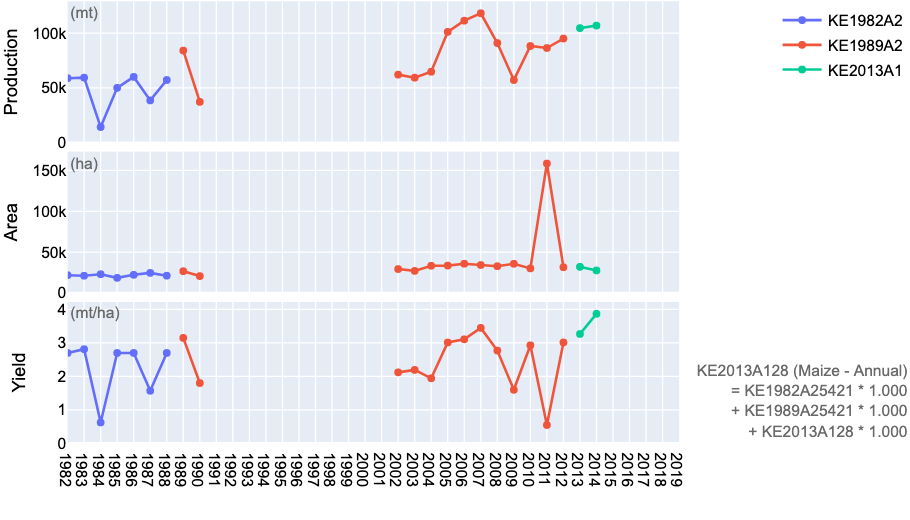 (mt)
Production
100k
50k
0
KE1982A2
KE1989A2
KE2013A1
(ha)
Area
150k
100k
50k
0
(mt/ha)
Yield
4
3
2
1
0
KE2013A128 (Maize - Annual)
= KE1982A25421 * 1.000
+ KE1989A25421 * 1.000
+ KE2013A128 * 1.000
1982
1983
1984
1985
1986
1987
1988
1989
1990
1991
1992
1993
1994
1995
1996
1997
1998
1999
2000
2001
2002
2003
2004
2005
2006
2007
2008
2009
2010
2011
2012
2013
2014
2015
2016
2017
2018
2019